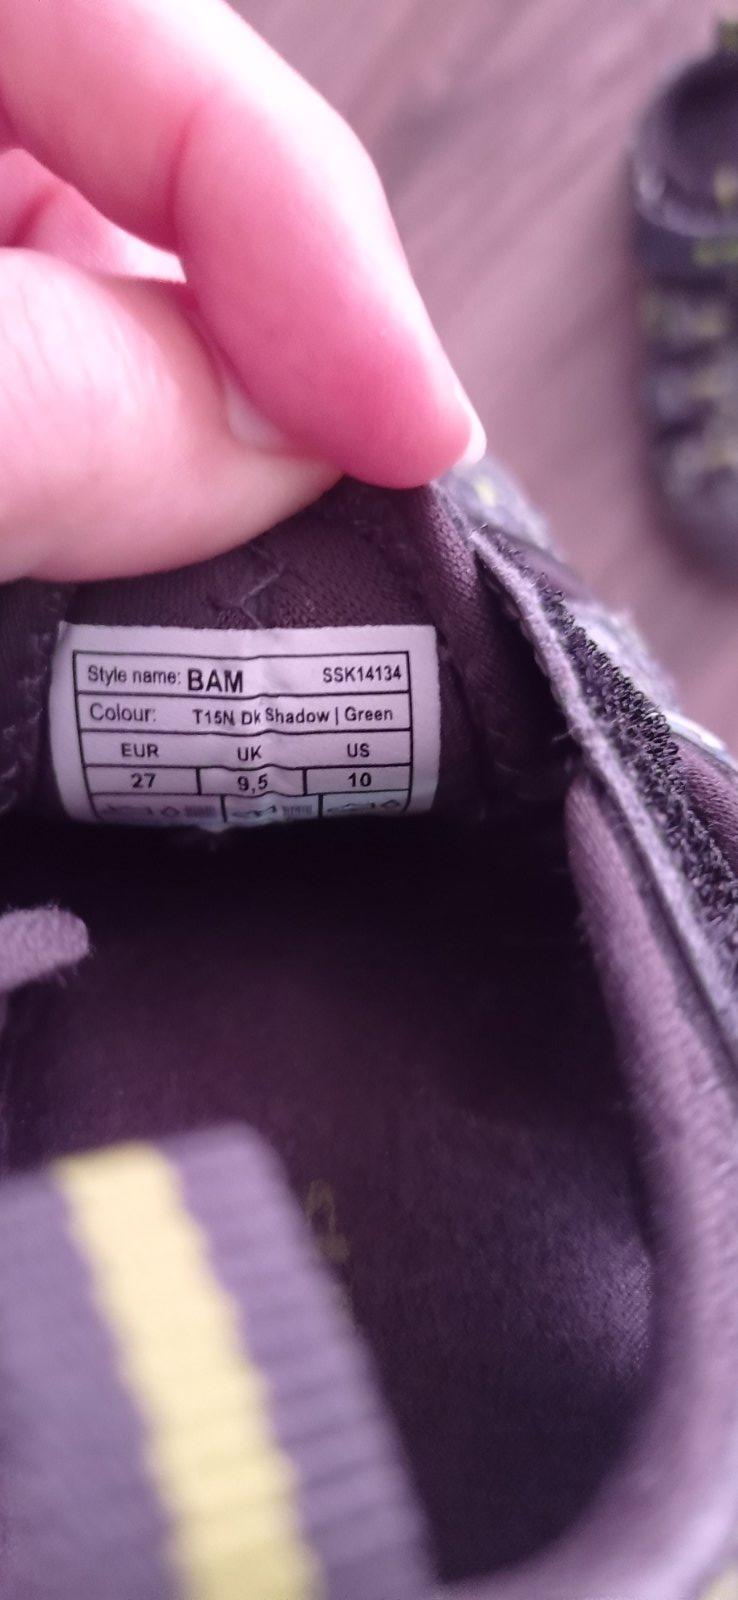 Style name: BAM SSK14134
Colour: T15N Dk Shadow | Green
EUR UK US
27 9,5 10